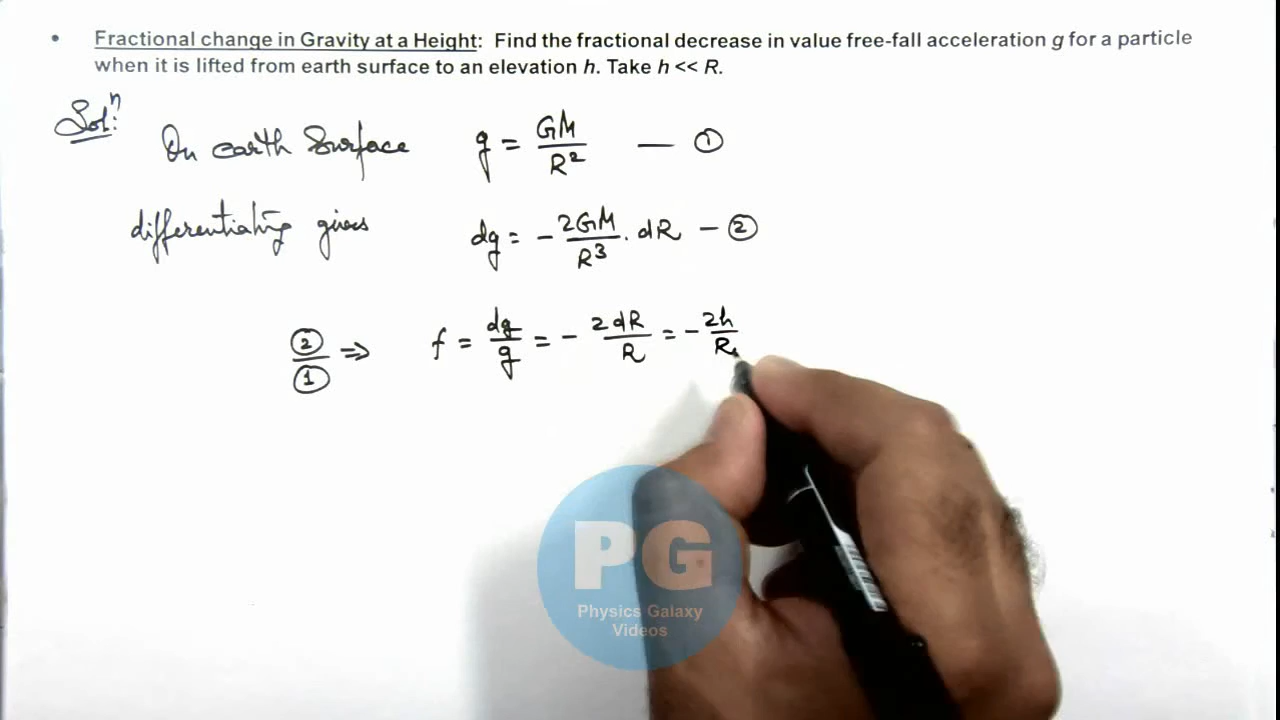 • Fractional change in Gravity at a Height: Find the fractional decrease in value free-fall acceleration g for a particle
when it is lifted from earth surface to an elevation h. Take h << R.
Solⁿ:
On earth Surface g = GM/R² — ①
differentiating gives dg = -2GM/R³ . dR — ②
②/① ⇒ f = dg/g = -2dR/R = -2h/R
PG
Physics Galaxy
Videos